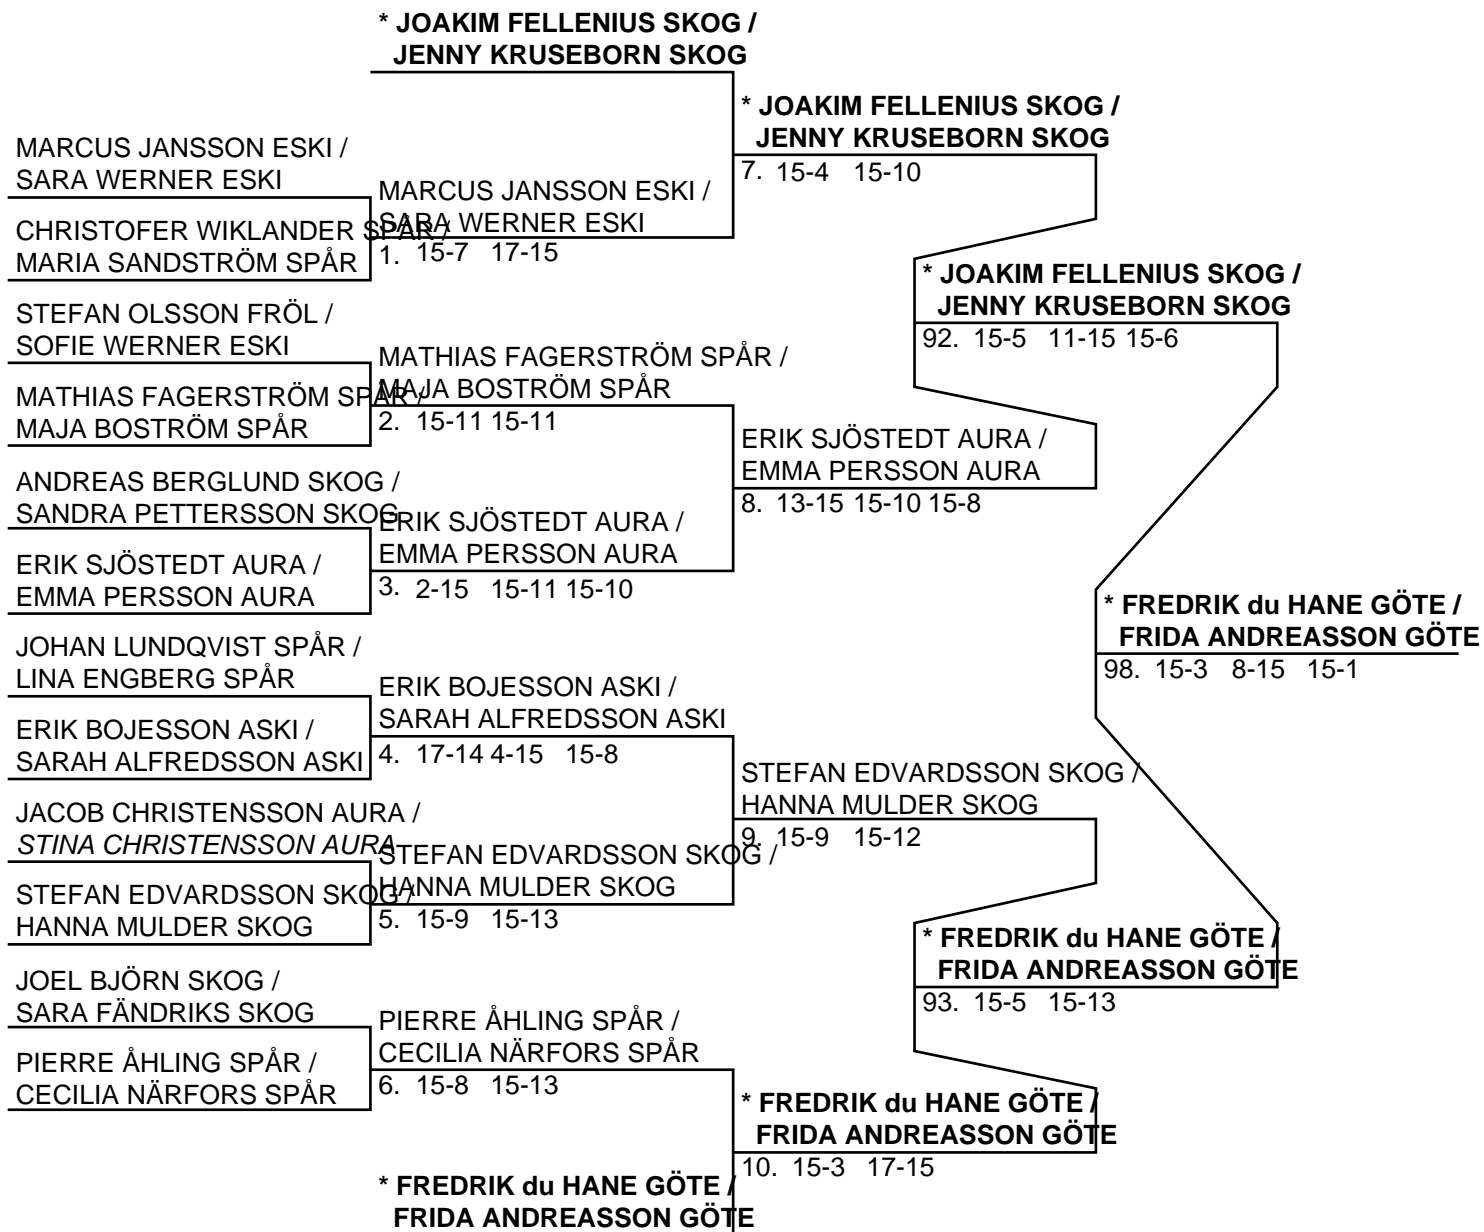 * JOAKIM FELLENIUS SKOG /
JENNY KRUSEBORN SKOG
MARCUS JANSSON ESKI /
SARA WERNER ESKI
CHRISTOFER WIKLANDER SPÅR /
MARIA SANDSTRÖM SPÅR
STEFAN OLSSON FRÖL /
SOFIE WERNER ESKI
MATHIAS FAGERSTRÖM SPÅR /
MAJA BOSTRÖM SPÅR
ANDREAS BERGLUND SKOG /
SANDRA PETTERSSON SKOG
ERIK SJÖSTEDT AURA /
EMMA PERSSON AURA
JOHAN LUNDQVIST SPÅR /
LINA ENGBERG SPÅR
ERIK BOJESSON ASKI /
SARAH ALFREDSSON ASKI
JACOB CHRISTENSSON AURA /
STINA CHRISTENSSON AURA
STEFAN EDVARDSSON SKOG /
HANNA MULDER SKOG
JOEL BJÖRN SKOG /
SARA FÄNDRIKS SKOG
PIERRE ÅHLING SPÅR /
CECILIA NÄRFORS SPÅR
* FREDRIK du HANE GÖTE /
FRIDA ANDREASSON GÖTE
MARCUS JANSSON ESKI /
SARA WERNER ESKI
1. 15-7 17-15
MATHIAS FAGERSTRÖM SPÅR /
MAJA BOSTRÖM SPÅR
2. 15-11 15-11
ERIK SJÖSTEDT AURA /
EMMA PERSSON AURA
3. 2-15 15-11 15-10
ERIK BOJESSON ASKI /
SARAH ALFREDSSON ASKI
4. 17-14 4-15 15-8
STEFAN EDVARDSSON SKOG /
HANNA MULDER SKOG
5. 15-9 15-13
PIERRE ÅHLING SPÅR /
CECILIA NÄRFORS SPÅR
6. 15-8 15-13
* JOAKIM FELLENIUS SKOG /
JENNY KRUSEBORN SKOG
7. 15-4 15-10
ERIK SJÖSTEDT AURA /
EMMA PERSSON AURA
8. 13-15 15-10 15-8
STEFAN EDVARDSSON SKOG /
HANNA MULDER SKOG
9. 15-9 15-12
* FREDRIK du HANE GÖTE /
FRIDA ANDREASSON GÖTE
10. 15-3 17-15
* JOAKIM FELLENIUS SKOG /
JENNY KRUSEBORN SKOG
92. 15-5 11-15 15-6
* FREDRIK du HANE GÖTE /
FRIDA ANDREASSON GÖTE
93. 15-5 15-13
* FREDRIK du HANE GÖTE /
FRIDA ANDREASSON GÖTE
98. 15-3 8-15 15-1